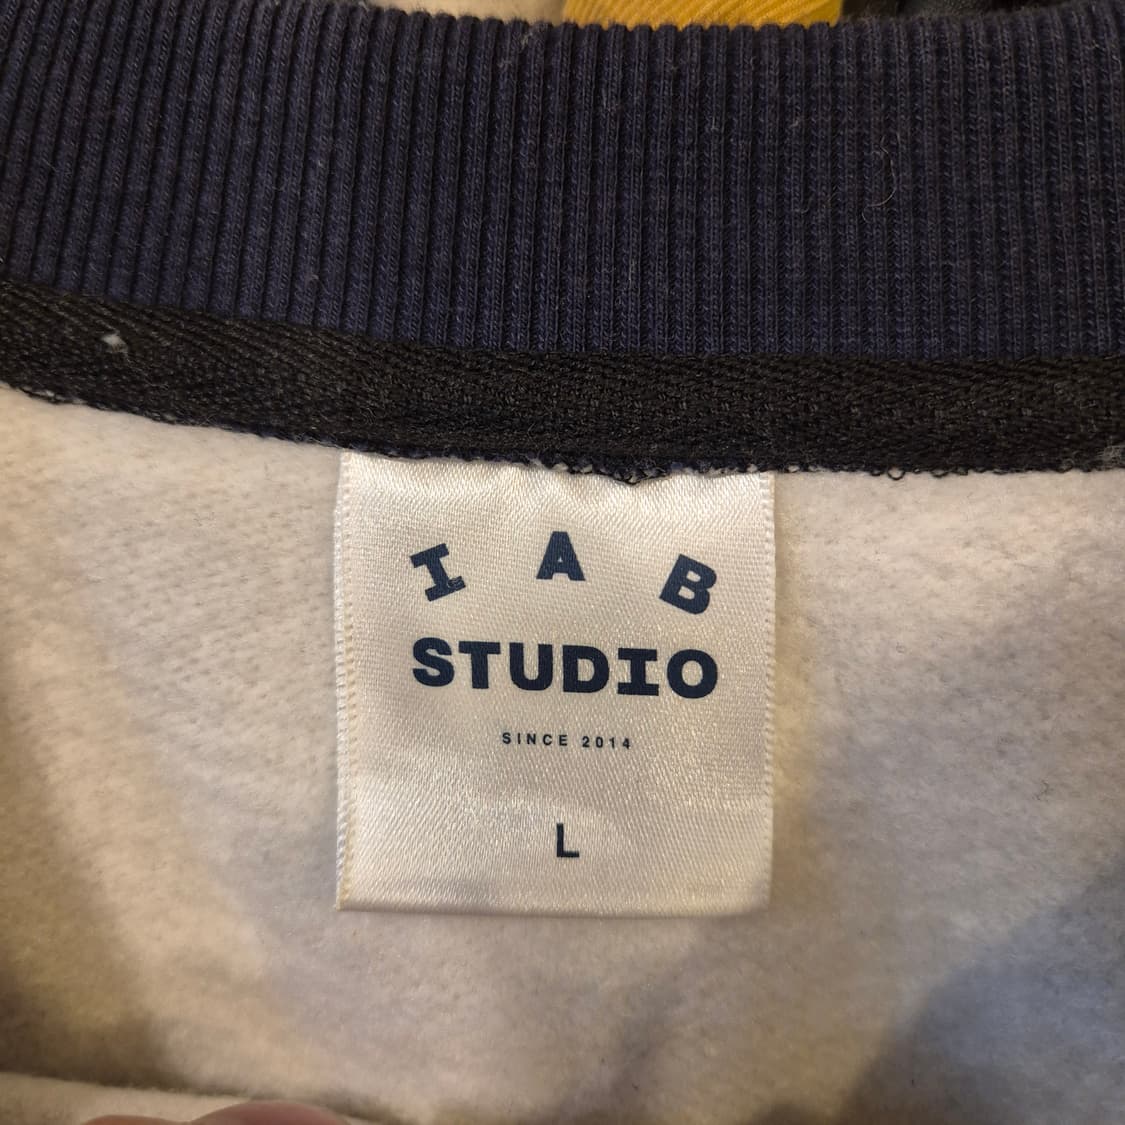 I A B
STUDIO
SINCE 2014
L